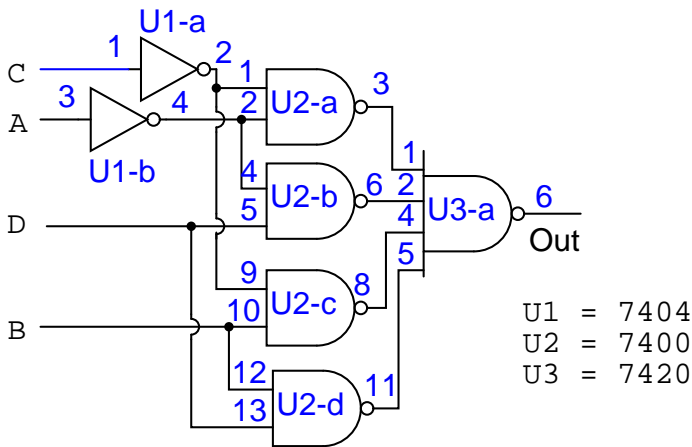 U1-a
C 1 2
1 U2-a 3
A 3 4 2
U1-b
4 U2-b 6
5
1
2 U3-a 6
4
5 Out
D
9 U2-c 8
10
B
12 U2-d 11
13
U1 = 7404
U2 = 7400
U3 = 7420